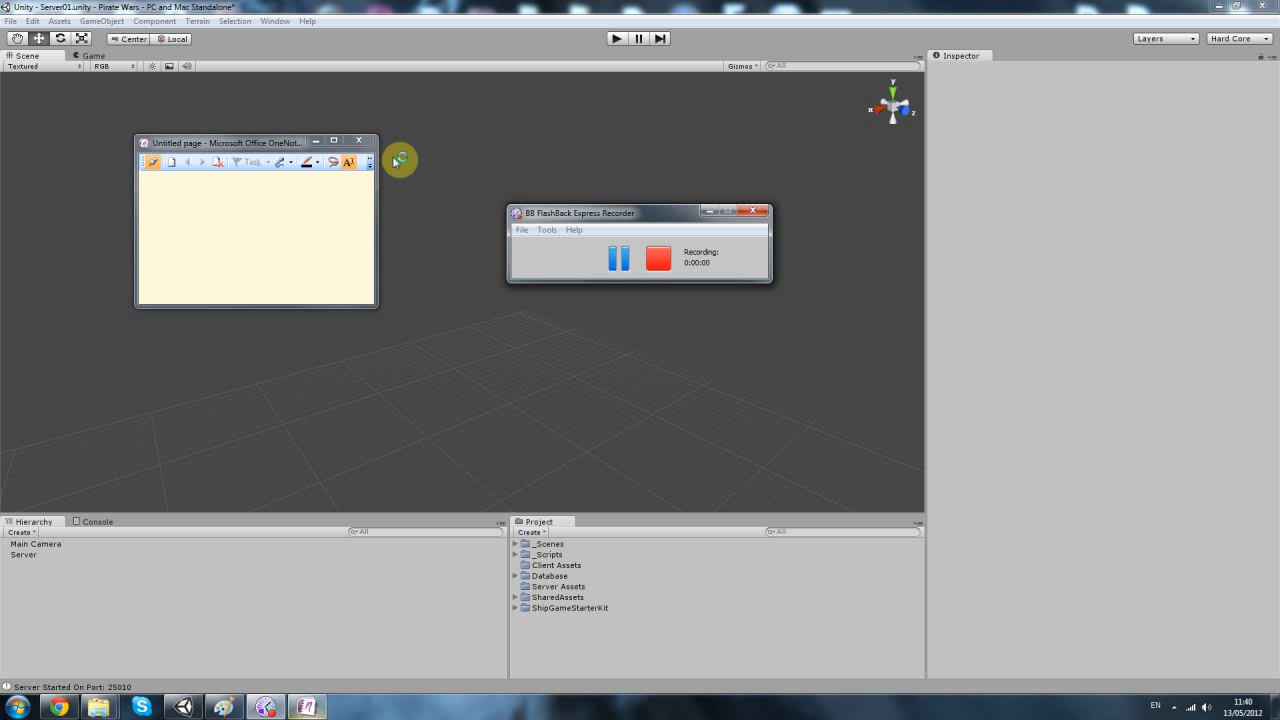 Unity - Server01.unity - Pirate Wars - PC and Mac Standalone*
File Edit Assets GameObject Component Terrain Selection Window Help
Center Local
Layers Hard Core
Scene Game
Inspector
Textured RGB Gizmos All
y
x z
Untitled page - Microsoft Office OneNot...
Task
BB FlashBack Express Recorder
File Tools Help
Recording:
0:00:00
Hierarchy Console
Create All
Main Camera
Server
Project
Create All
_Scenes
_Scripts
Client Assets
Database
Server Assets
SharedAssets
ShipGameStarterKit
Server Started On Port: 25010
EN
11:40
13/05/2012